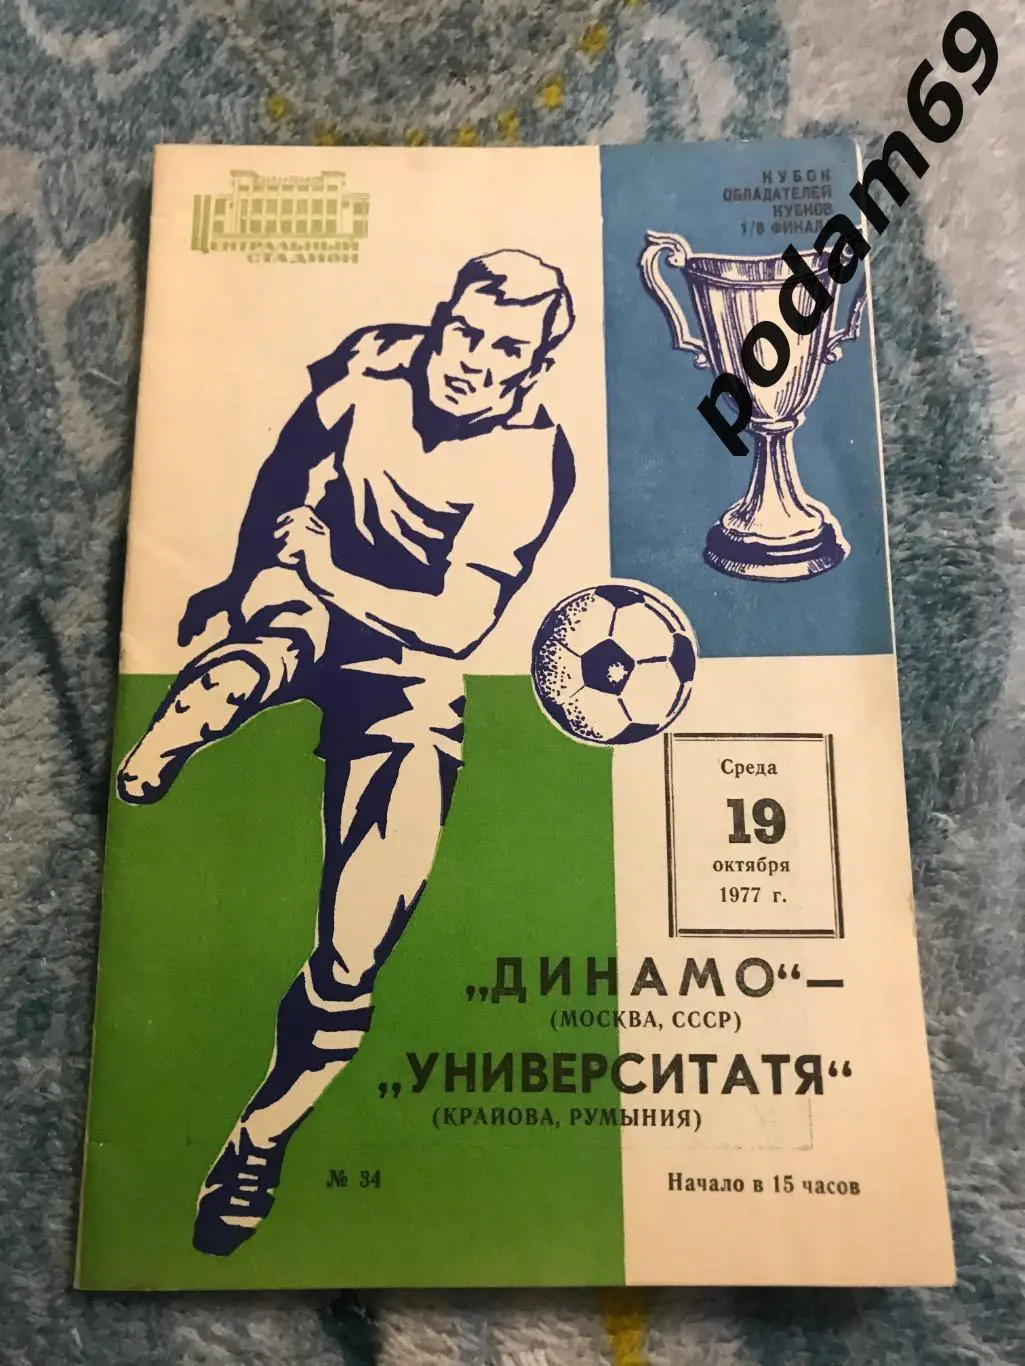 ЦЕНТРАЛЬНЫЙ
СТАДИОН
КУБОК
ОБЛАДАТЕЛЕЙ
КУБКОВ
1/8 ФИНАЛ
podam69
Среда
19
октября
1977 г.
„ДИНАМО“ —
(МОСКВА, СССР)
„УНИВЕРСИТАТЯ“
(КРАЙОВА, РУМЫНИЯ)
№ 34
Начало в 15 часов